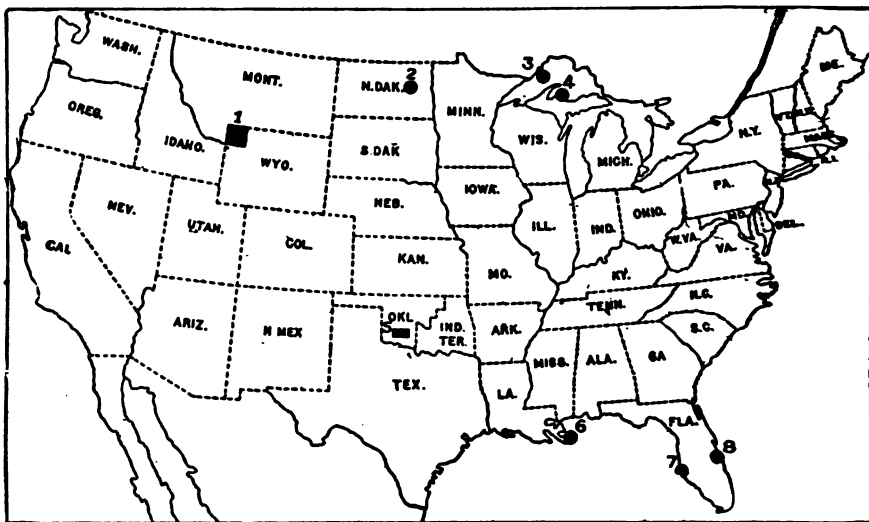 WASH.
MONT.
N.DAK.
2
3
4
MINN.
ME.
OREG.
1
IDAHO.
WYO.
S.DAK
WIS.
MICH.
N.Y.
MASS.
R.I.
NEV.
UTAH.
COL.
NEB.
IOWA.
ILL.
IND.
OHIO.
PA.
MD.
DEL.
W.VA.
VA.
CAL
KAN.
MO.
KY.
TENN.
N.C.
ARIZ.
N MEX
OKL
5
IND.
TER.
ARK.
S.C.
TEX.
LA.
MISS.
ALA.
GA
FLA.
6
7
8